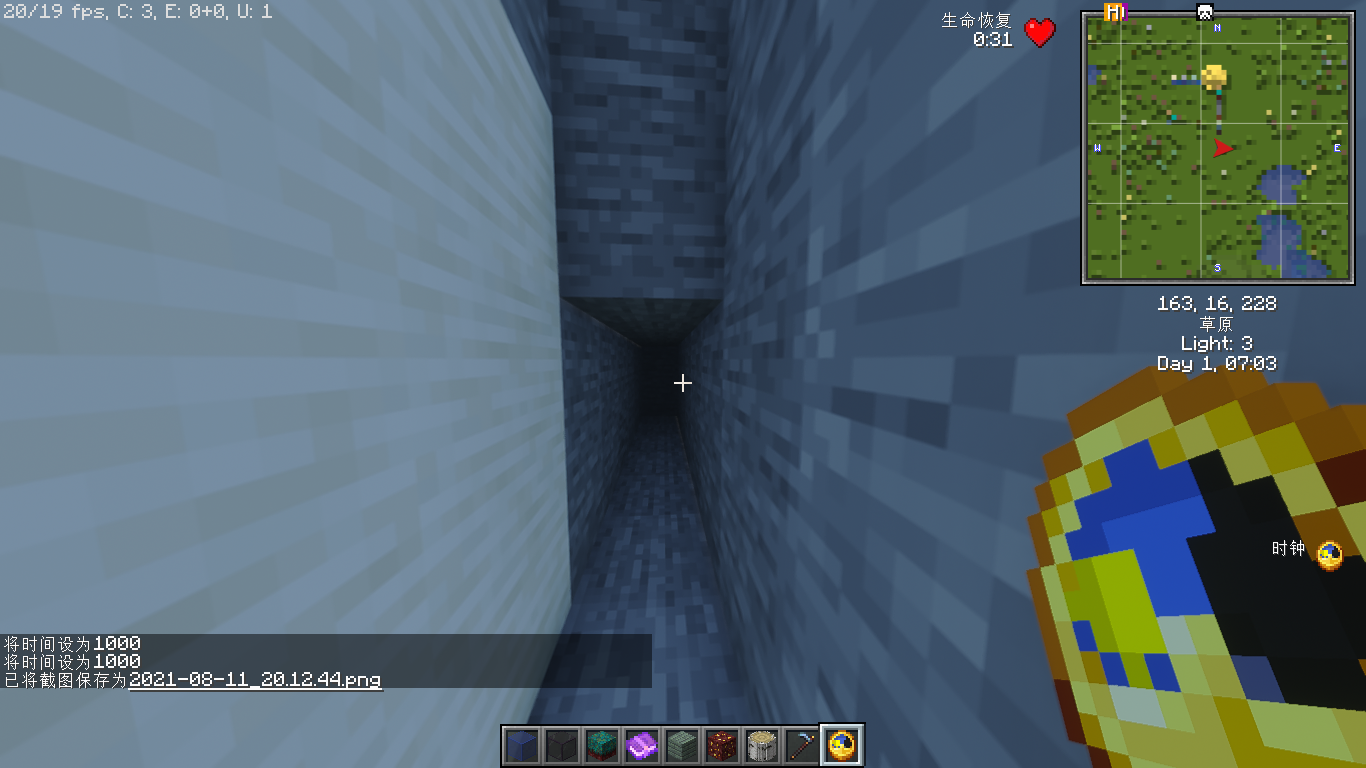 20/19 fps, C: 3, E: 0+0, U: 1
生命恢复
0:31
N
W
E
S
163, 16, 228
草原
Light: 3
Day 1, 07:03
时钟
将时间设为1000
将时间设为1000
已将截图保存为2021-08-11_20.12.44.png